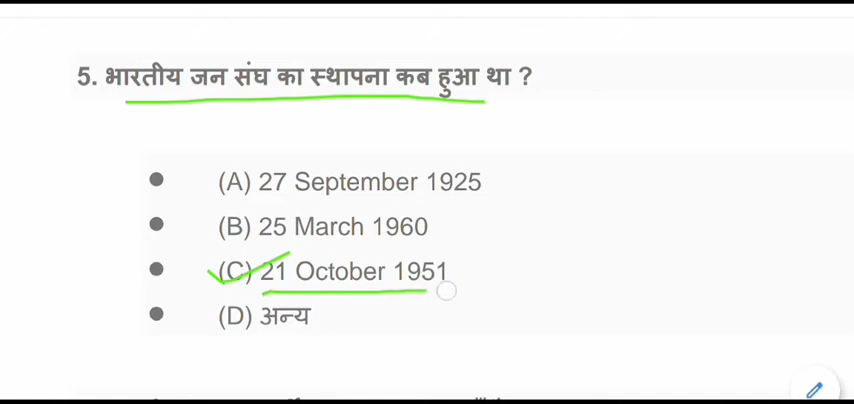 5. भारतीय जन संघ का स्थापना कब हुआ था ?
(A) 27 September 1925
(B) 25 March 1960
(C) 21 October 1951
(D) अन्य